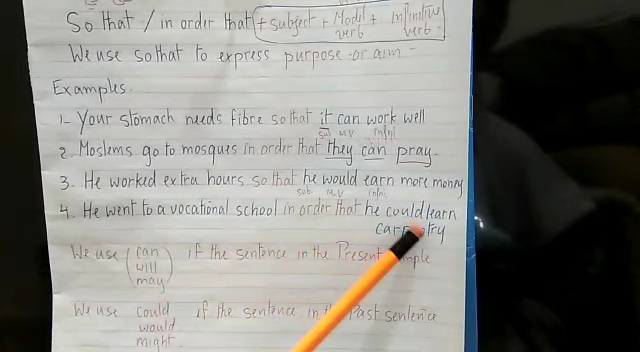 So that / in order that + subject + Model verb + infinitive verb
We use so that to express purpose or aim
Examples.
1- Your stomach needs fibre so that it can work well
sub M.V infini
2. Moslems go to mosques in order that they can pray.
3. He worked extra hours so that he would earn more money
sub M.V infini
4. He went to a vocational school in order that he could learn
We use can will may if the sentence in the Present
We use could would might. if the sentence in the Past sentence